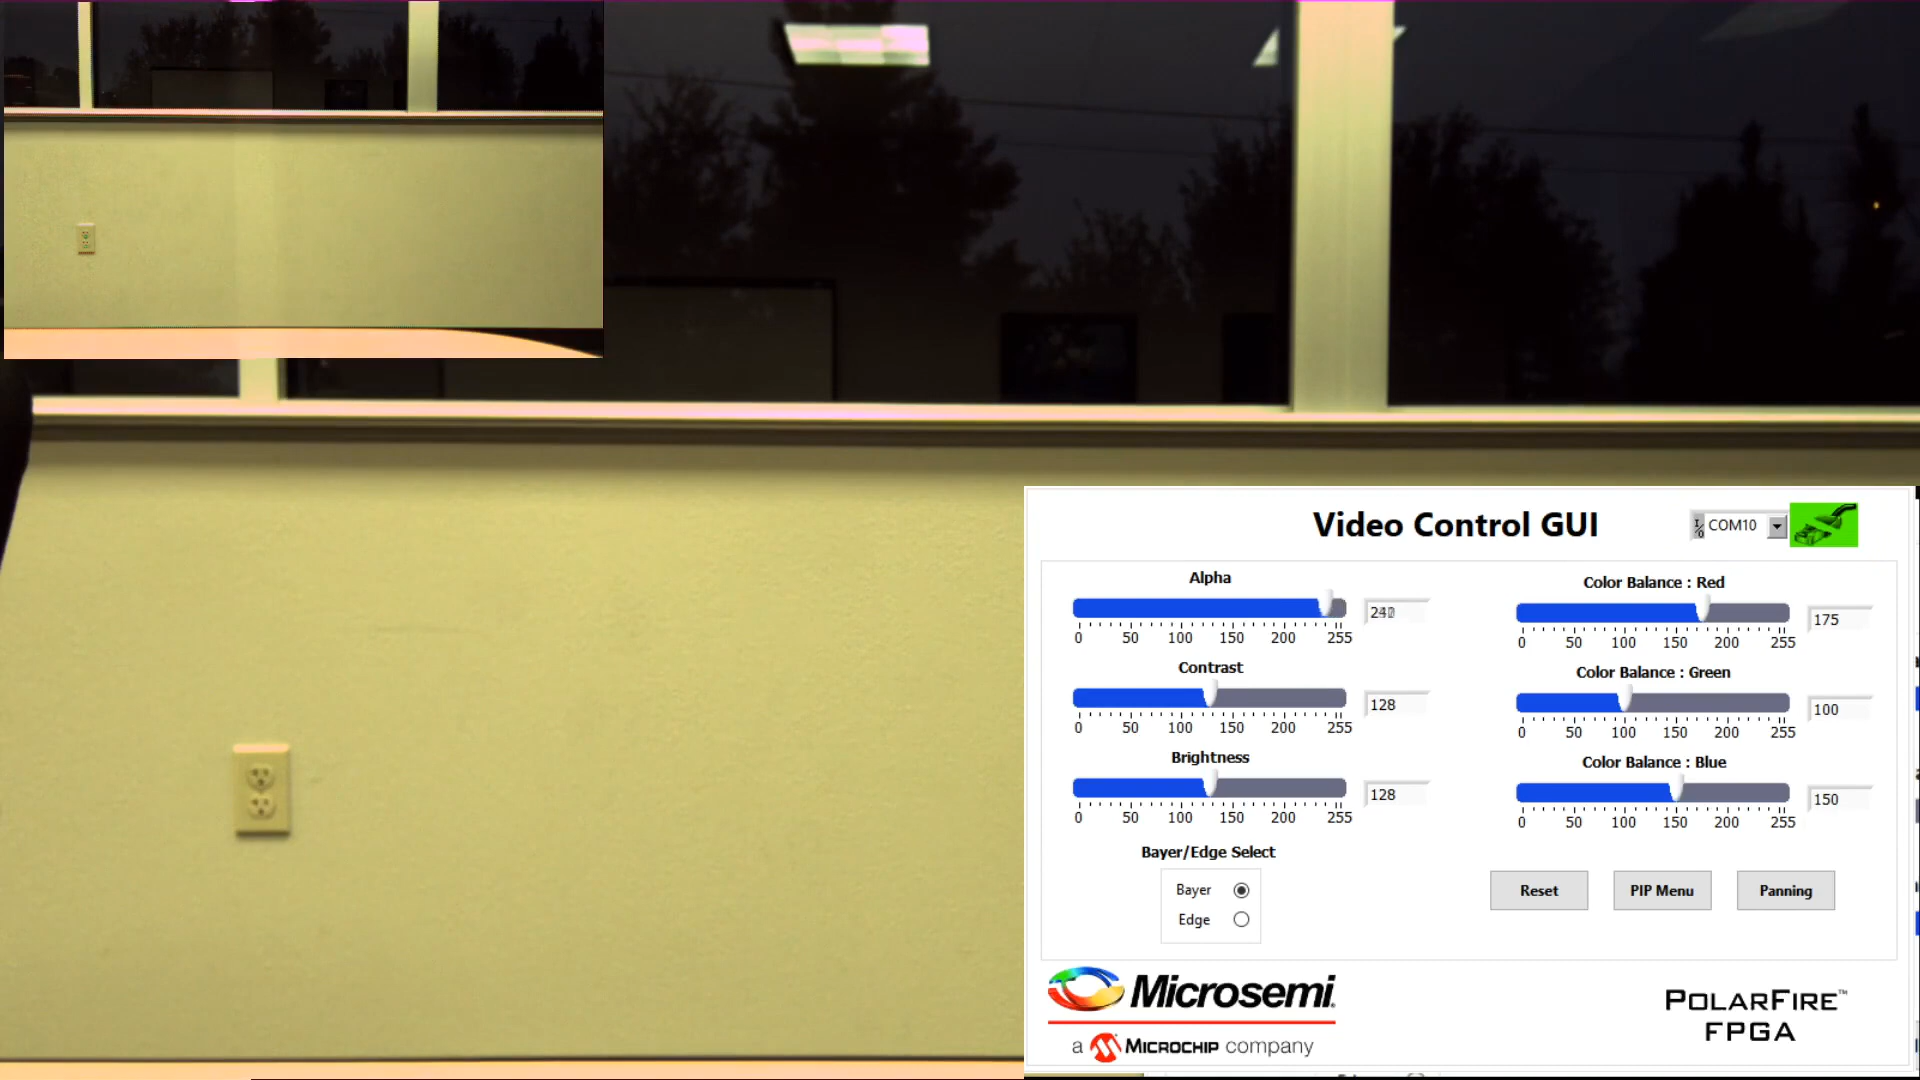 Video Control GUI
COM10
Alpha
0 50 100 150 200 255
Contrast
128
0 50 100 150 200 255
Brightness
128
0 50 100 150 200 255
Bayer/Edge Select
Bayer
Edge
Color Balance : Red
175
0 50 100 150 200 255
Color Balance : Green
100
0 50 100 150 200 255
Color Balance : Blue
150
0 50 100 150 200 255
Reset
PIP Menu
Panning
Microsemi
a MICROCHIP company
POLARFIRE™
FPGA